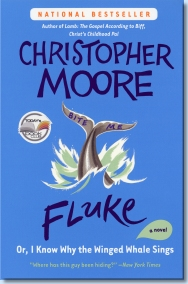 NATIONAL BESTSELLER
Author of Lamb: The Gospel According to Biff,
Christ's Childhood Pal
CHRISTOPHER
MOORE
BITE ME
TODAY'S
Fluke
a novel
Or, I Know Why the Winged Whale Sings
"Where has this guy been hiding?" —New York Times